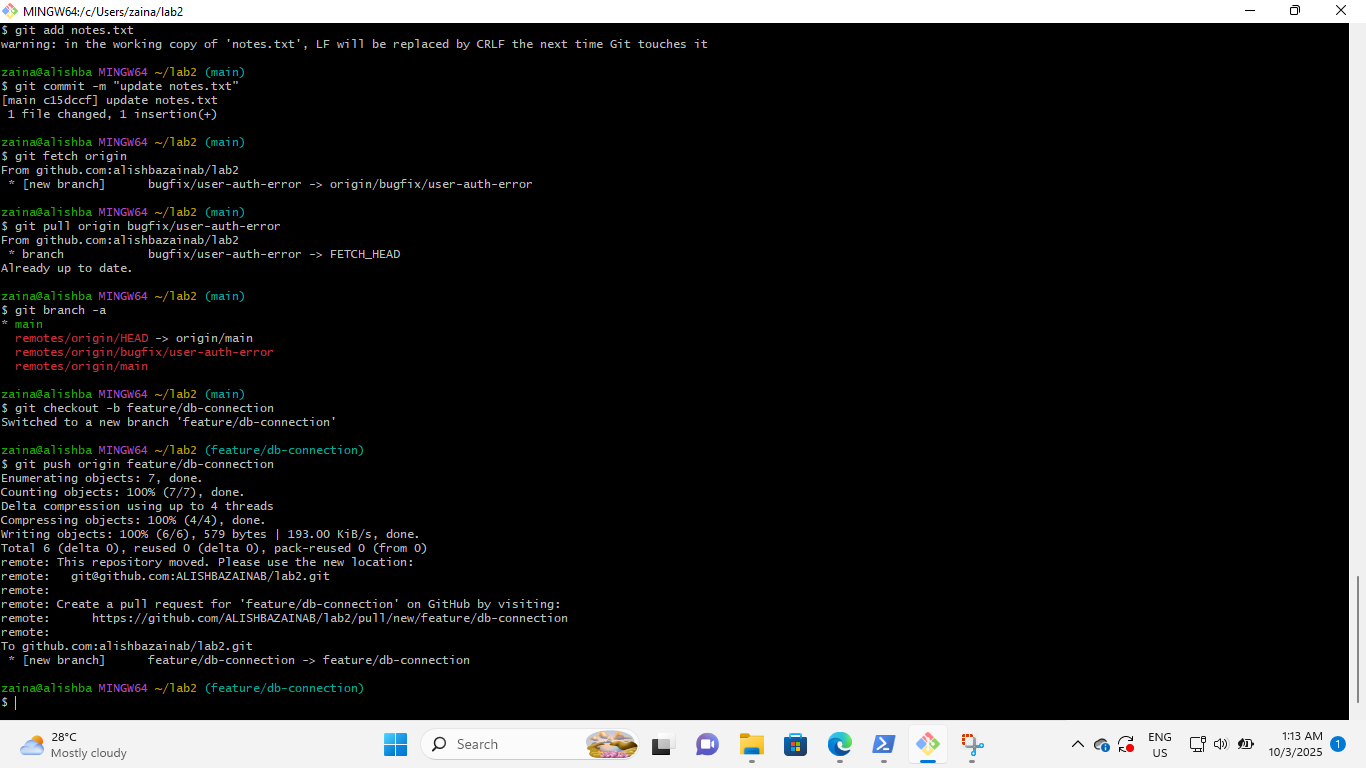 MINGW64:/c/Users/zaina/lab2
$ git add notes.txt
warning: in the working copy of 'notes.txt', LF will be replaced by CRLF the next time Git touches it
zaina@alishba MINGW64 ~/lab2 (main)
$ git commit -m "update notes.txt"
[main c15dccf] update notes.txt
 1 file changed, 1 insertion(+)
zaina@alishba MINGW64 ~/lab2 (main)
$ git fetch origin
From github.com:alishbazainab/lab2
 * [new branch]      bugfix/user-auth-error -> origin/bugfix/user-auth-error
zaina@alishba MINGW64 ~/lab2 (main)
$ git pull origin bugfix/user-auth-error
From github.com:alishbazainab/lab2
 * branch            bugfix/user-auth-error -> FETCH_HEAD
Already up to date.
zaina@alishba MINGW64 ~/lab2 (main)
$ git branch -a
* main
  remotes/origin/HEAD -> origin/main
  remotes/origin/bugfix/user-auth-error
  remotes/origin/main
zaina@alishba MINGW64 ~/lab2 (main)
$ git checkout -b feature/db-connection
Switched to a new branch 'feature/db-connection'
zaina@alishba MINGW64 ~/lab2 (feature/db-connection)
$ git push origin feature/db-connection
Enumerating objects: 7, done.
Counting objects: 100% (7/7), done.
Delta compression using up to 4 threads
Compressing objects: 100% (4/4), done.
Writing objects: 100% (6/6), 579 bytes | 193.00 KiB/s, done.
Total 6 (delta 0), reused 0 (delta 0), pack-reused 0 (from 0)
remote: This repository moved. Please use the new location:
remote:   git@github.com:ALISHBAZAINAB/lab2.git
remote:
remote: Create a pull request for 'feature/db-connection' on GitHub by visiting:
remote:      https://github.com/ALISHBAZAINAB/lab2/pull/new/feature/db-connection
remote:
To github.com:alishbazainab/lab2.git
 * [new branch]      feature/db-connection -> feature/db-connection
zaina@alishba MINGW64 ~/lab2 (feature/db-connection)
$
28°C
Mostly cloudy
Search
ENG
US
1:13 AM
10/3/2025
1